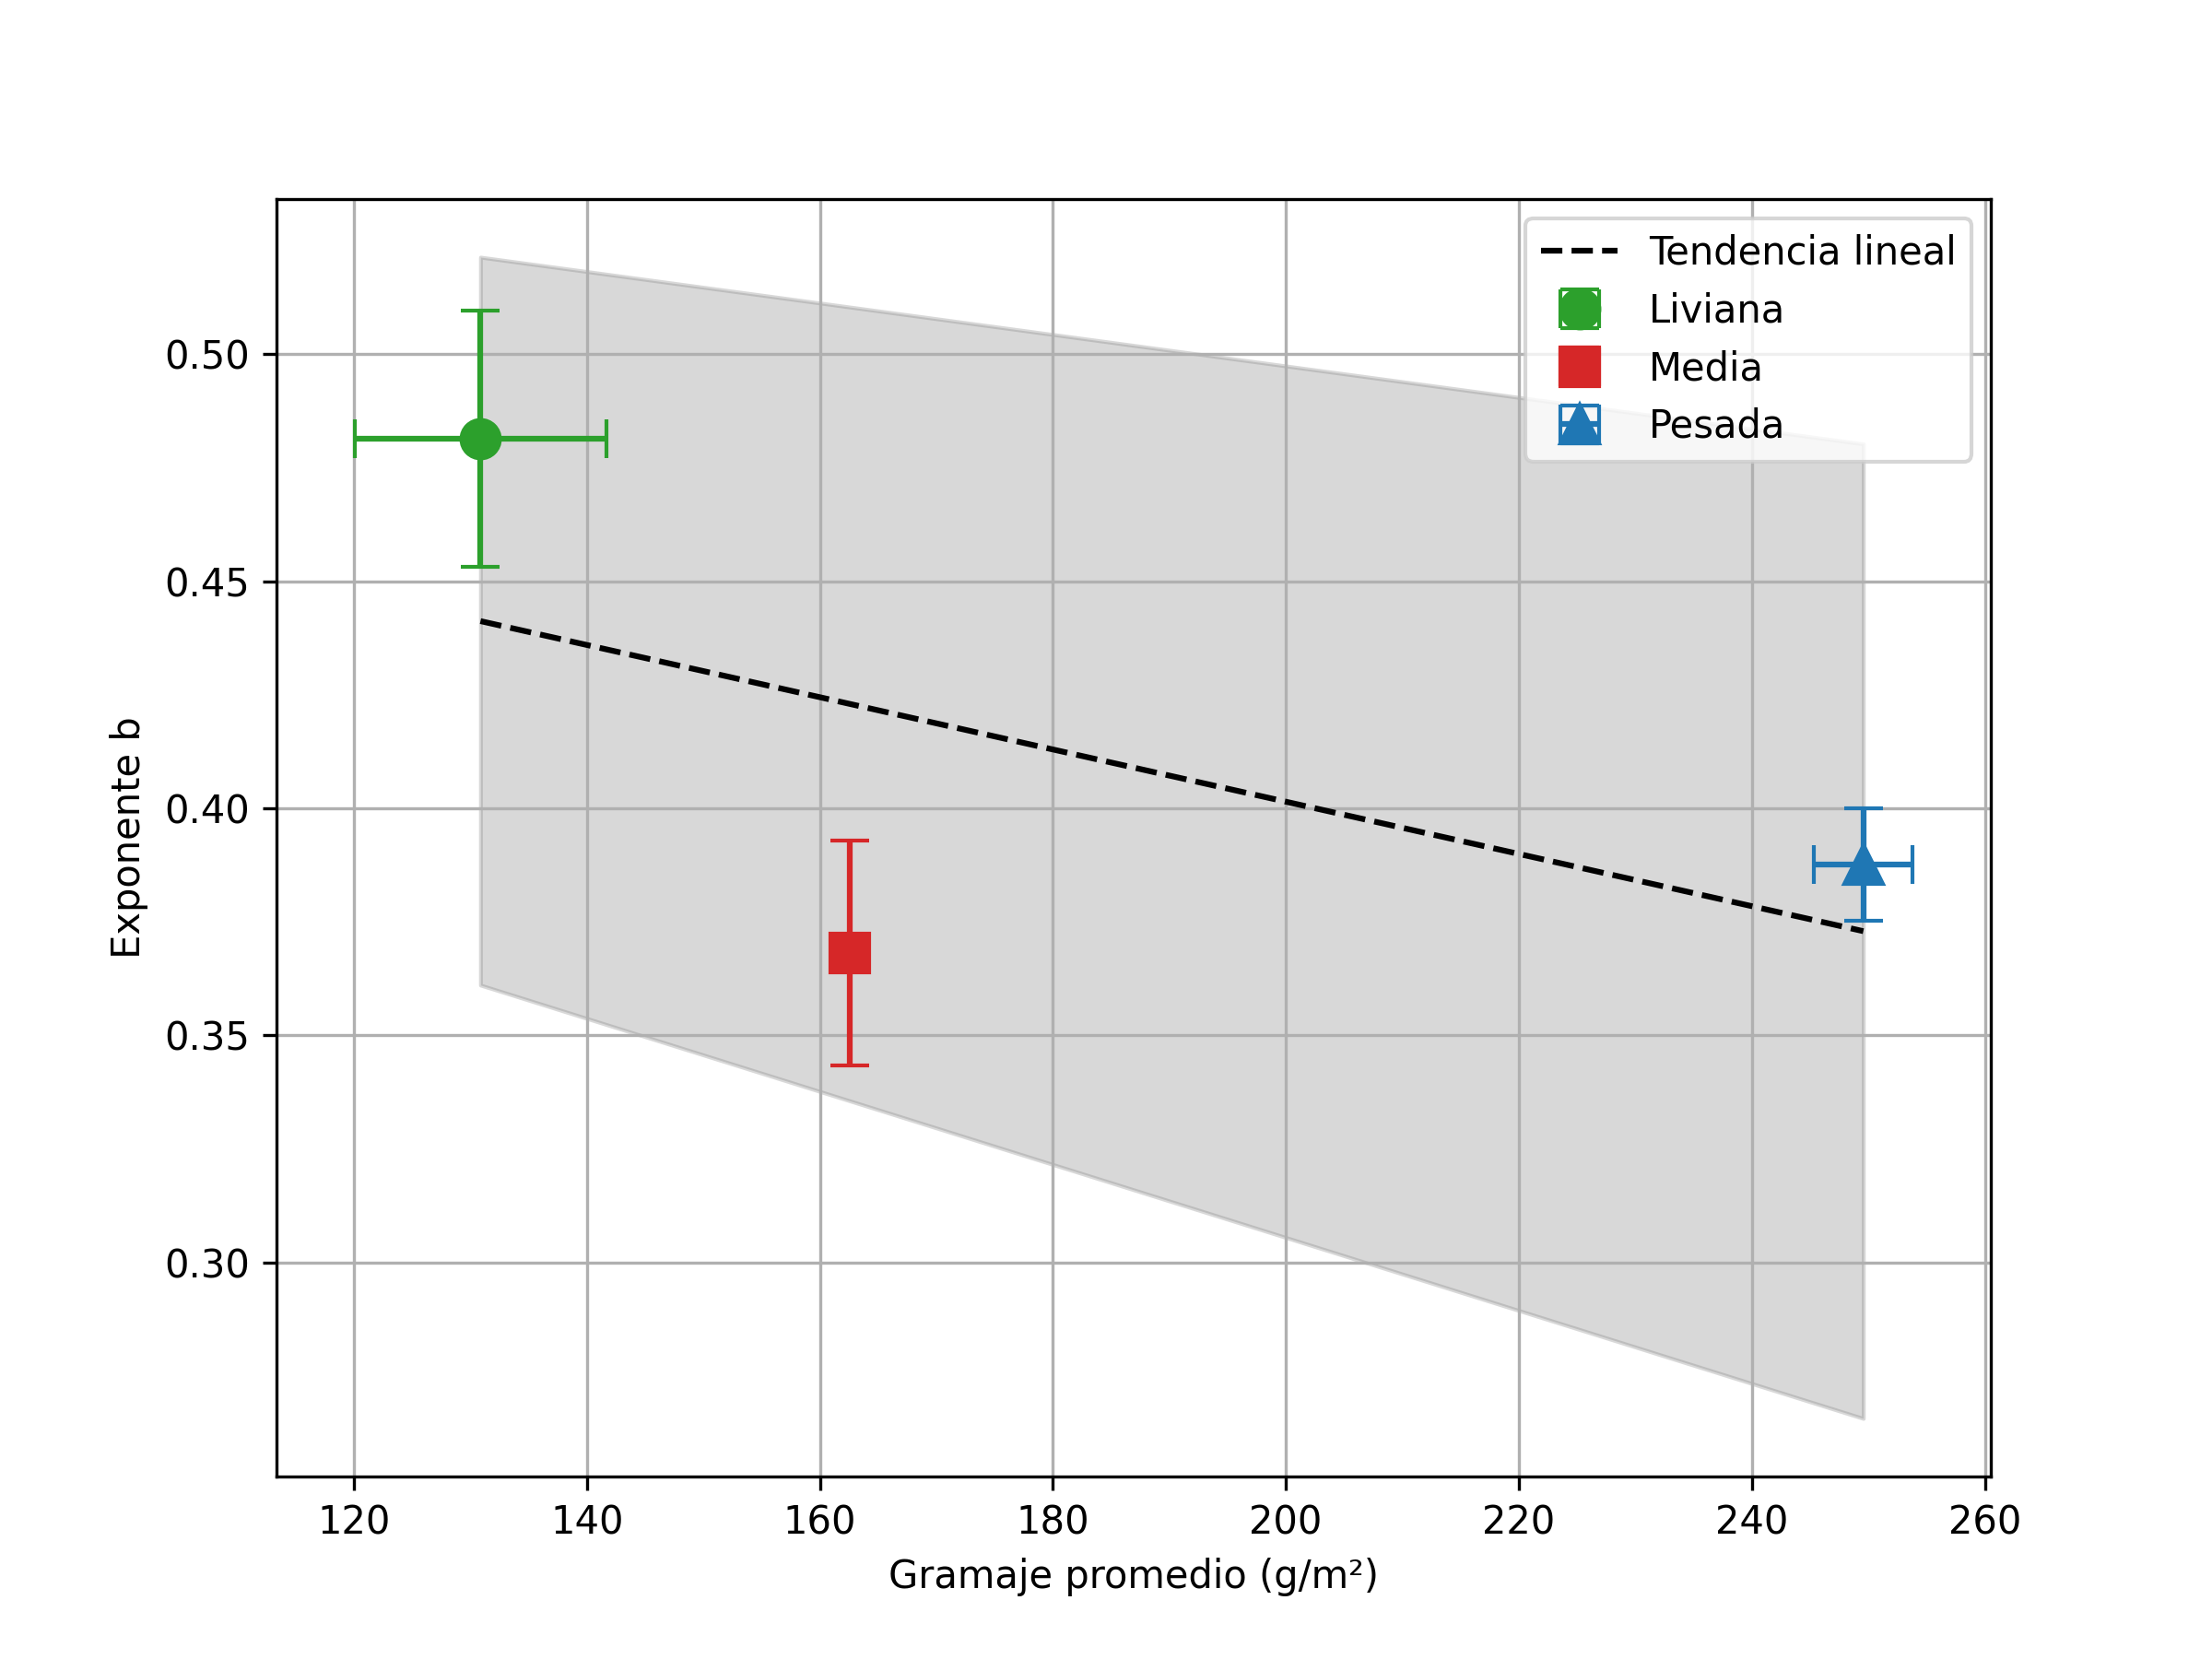 Tendencia lineal
Liviana
Media
Pesada
0.50
0.45
0.40
0.35
0.30
Exponente b
120 140 160 180 200 220 240 260
Gramaje promedio (g/m²)